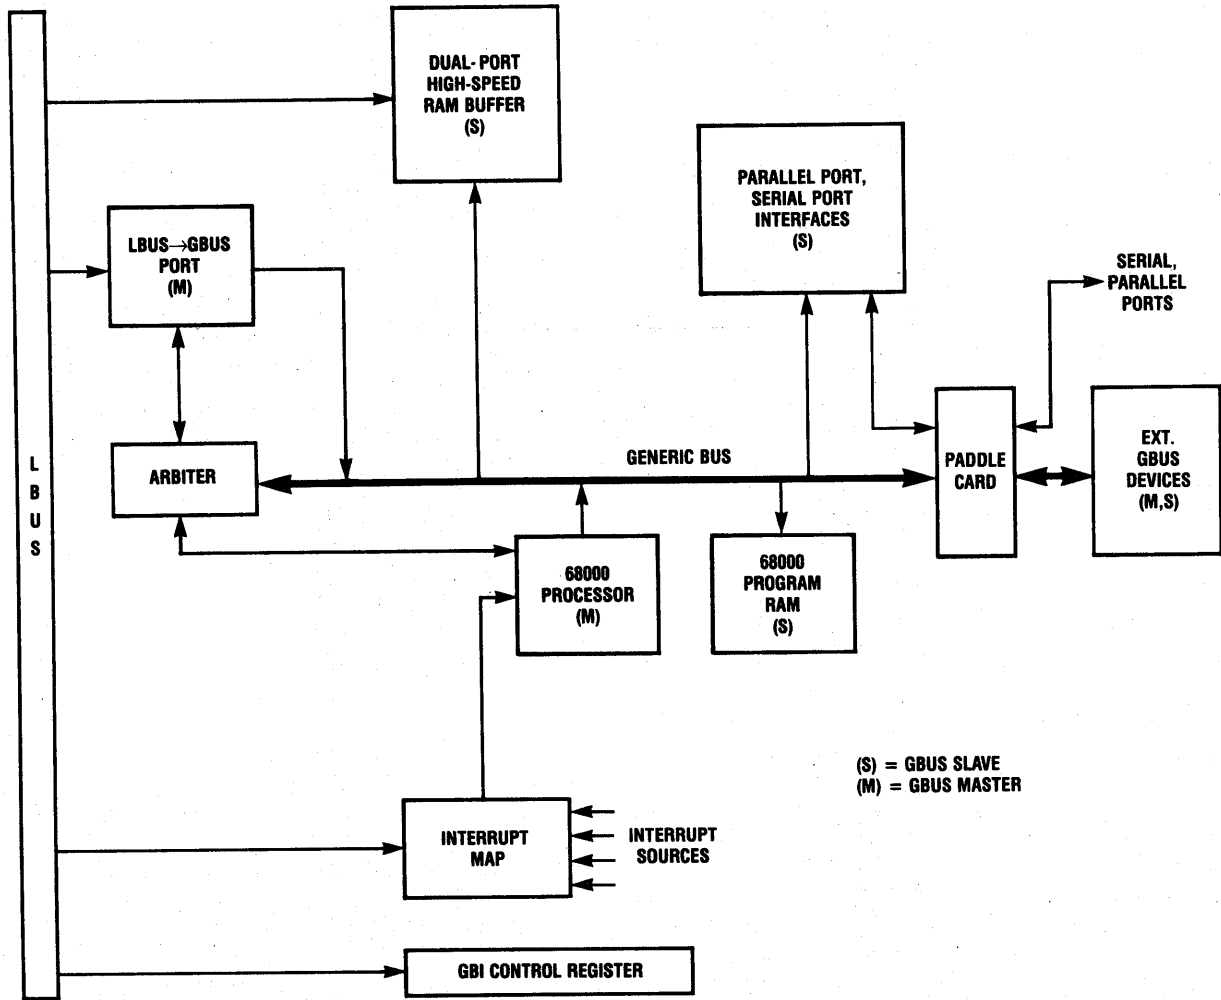 DUAL-PORT
HIGH-SPEED
RAM BUFFER
(S)
PARALLEL PORT,
SERIAL PORT
INTERFACES
(S)
LBUS→GBUS
PORT
(M)
SERIAL,
PARALLEL
PORTS
L
B
U
S
ARBITER
GENERIC BUS
PADDLE
CARD
EXT.
GBUS
DEVICES
(M,S)
68000
PROCESSOR
(M)
68000
PROGRAM
RAM
(S)
(S) = GBUS SLAVE
(M) = GBUS MASTER
INTERRUPT
MAP
INTERRUPT
SOURCES
GBI CONTROL REGISTER